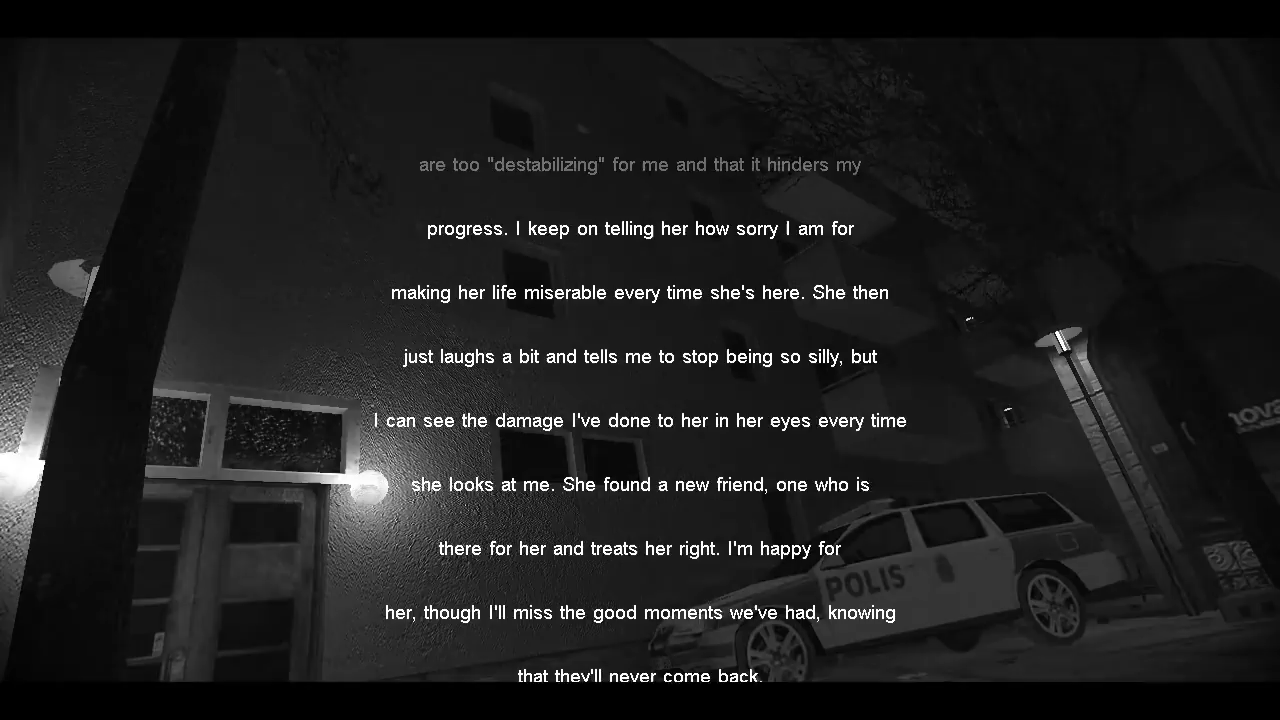 are too "destabilizing" for me and that it hinders my
progress. I keep on telling her how sorry I am for
making her life miserable every time she's here. She then
just laughs a bit and tells me to stop being so silly, but
I can see the damage I've done to her in her eyes every time
she looks at me. She found a new friend, one who is
there for her and treats her right. I'm happy for
her, though I'll miss the good moments we've had, knowing
that they'll never come back.
POLIS